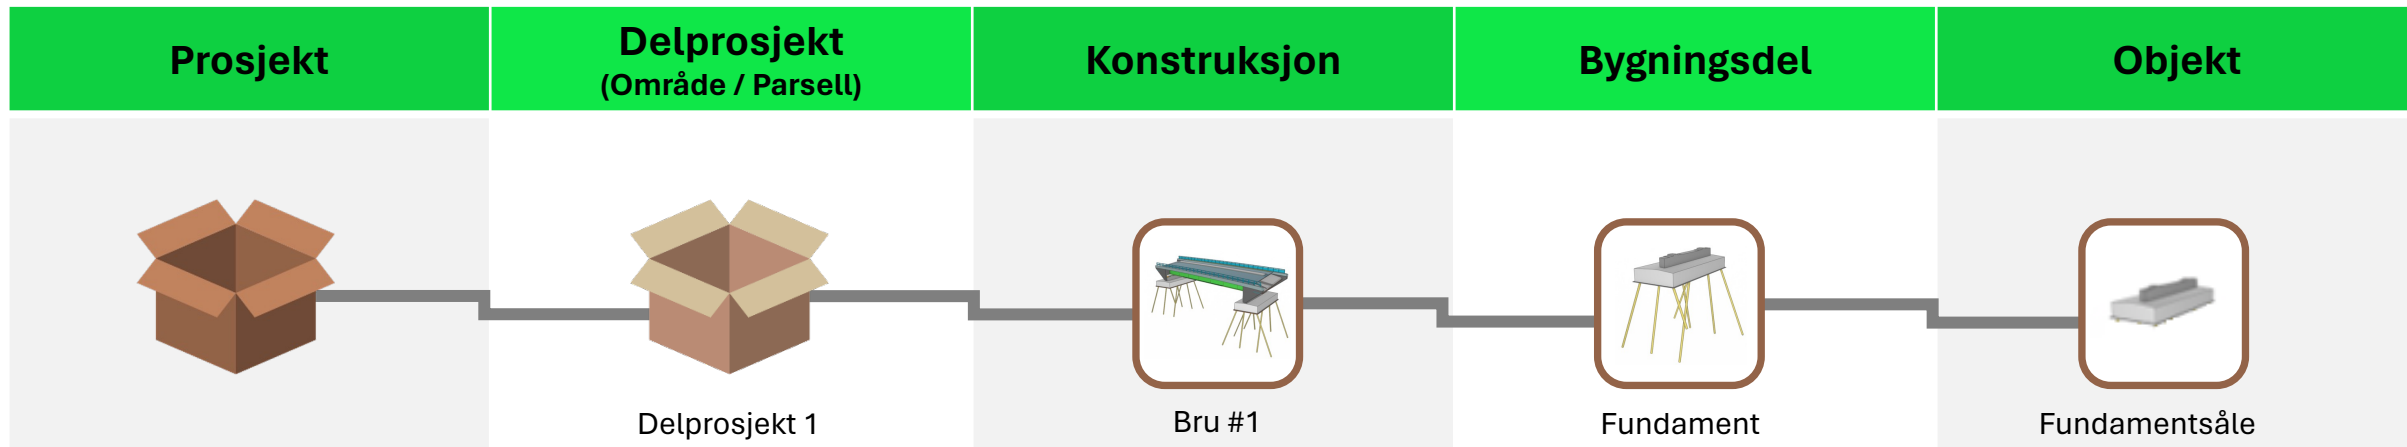 Prosjekt
Delprosjekt
(Område / Parsell)
Konstruksjon
Bygningsdel
Objekt
Delprosjekt 1
Bru #1
Fundament
Fundamentsåle